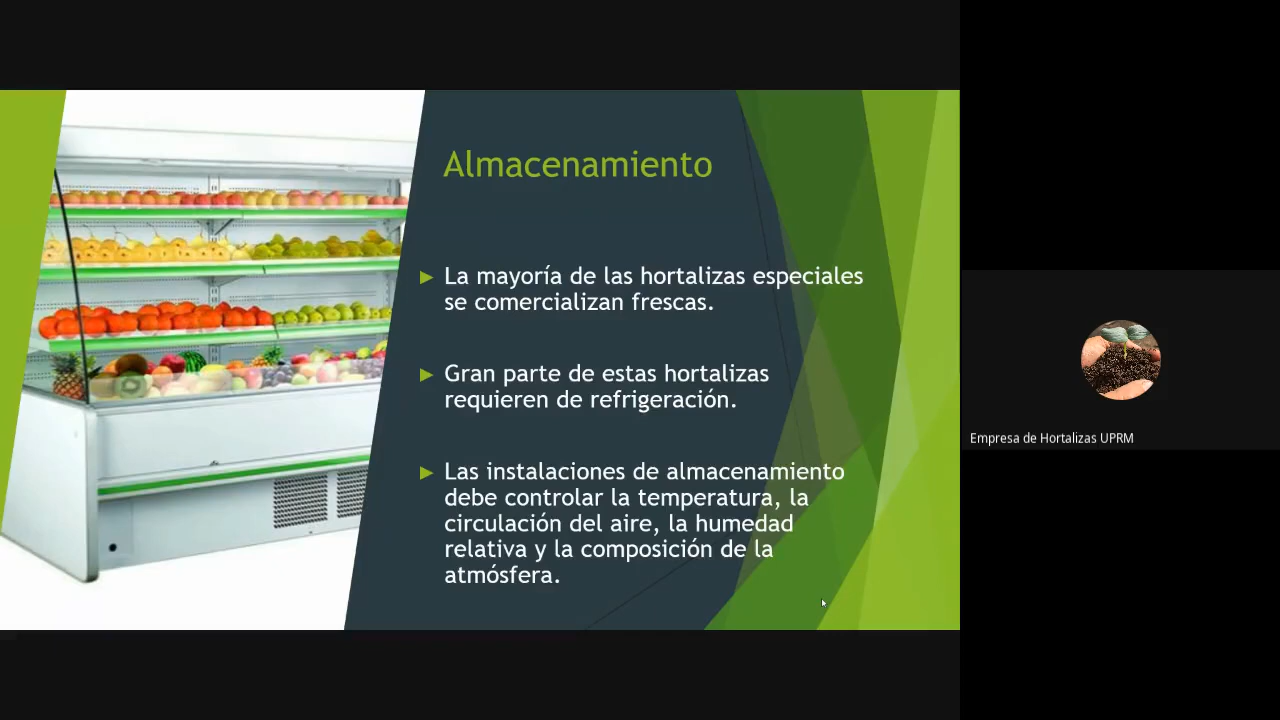 Almacenamiento
La mayoría de las hortalizas especiales
se comercializan frescas.
Gran parte de estas hortalizas
requieren de refrigeración.
Las instalaciones de almacenamiento
debe controlar la temperatura, la
circulación del aire, la humedad
relativa y la composición de la
atmósfera.
Empresa de Hortalizas UPRM